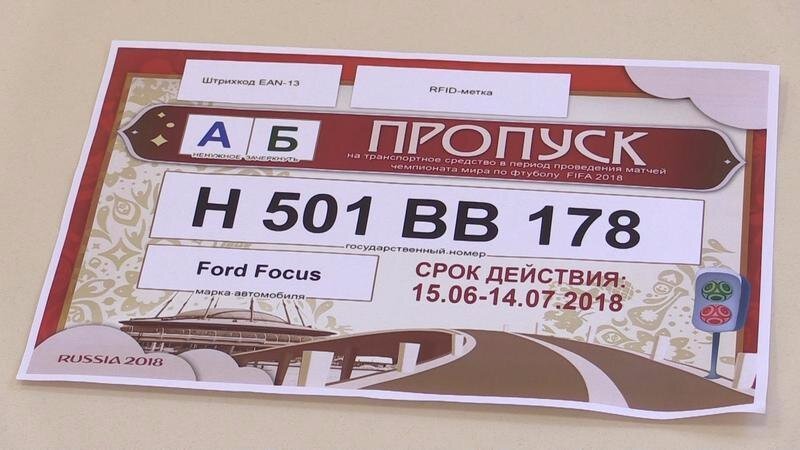 Штрихкод EAN-13
RFID-метка
А Б
НЕНУЖНОЕ ЗАЧЕРКНУТЬ
ПРОПУСК
на транспортное средство в период проведения матчей
чемпионата мира по фтуболу FIFA 2018
Н 501 ВВ 178
государственный номер
Ford Focus
марка автомобиля
СРОК ДЕЙСТВИЯ:
15.06-14.07.2018
RUSSIA 2018